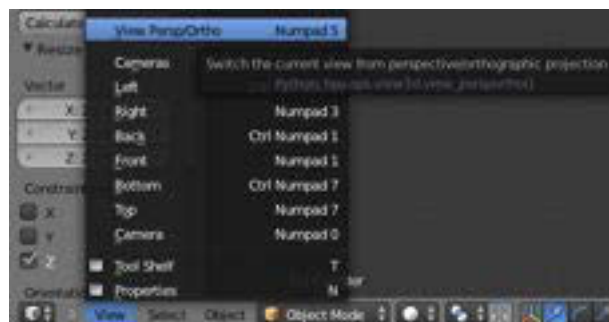 View Persp/Ortho Numpad 5
Cameras
Switch the current view from perspective/orthographic projection
Left
Right Numpad 3
Back Ctrl Numpad 1
Front Numpad 1
Bottom Ctrl Numpad 7
Top Numpad 7
Camera Numpad 0
Tool Shelf T
Properties N
Vector
X:
Y:
Z:
X
Y
Z
View Select Object Object Mode